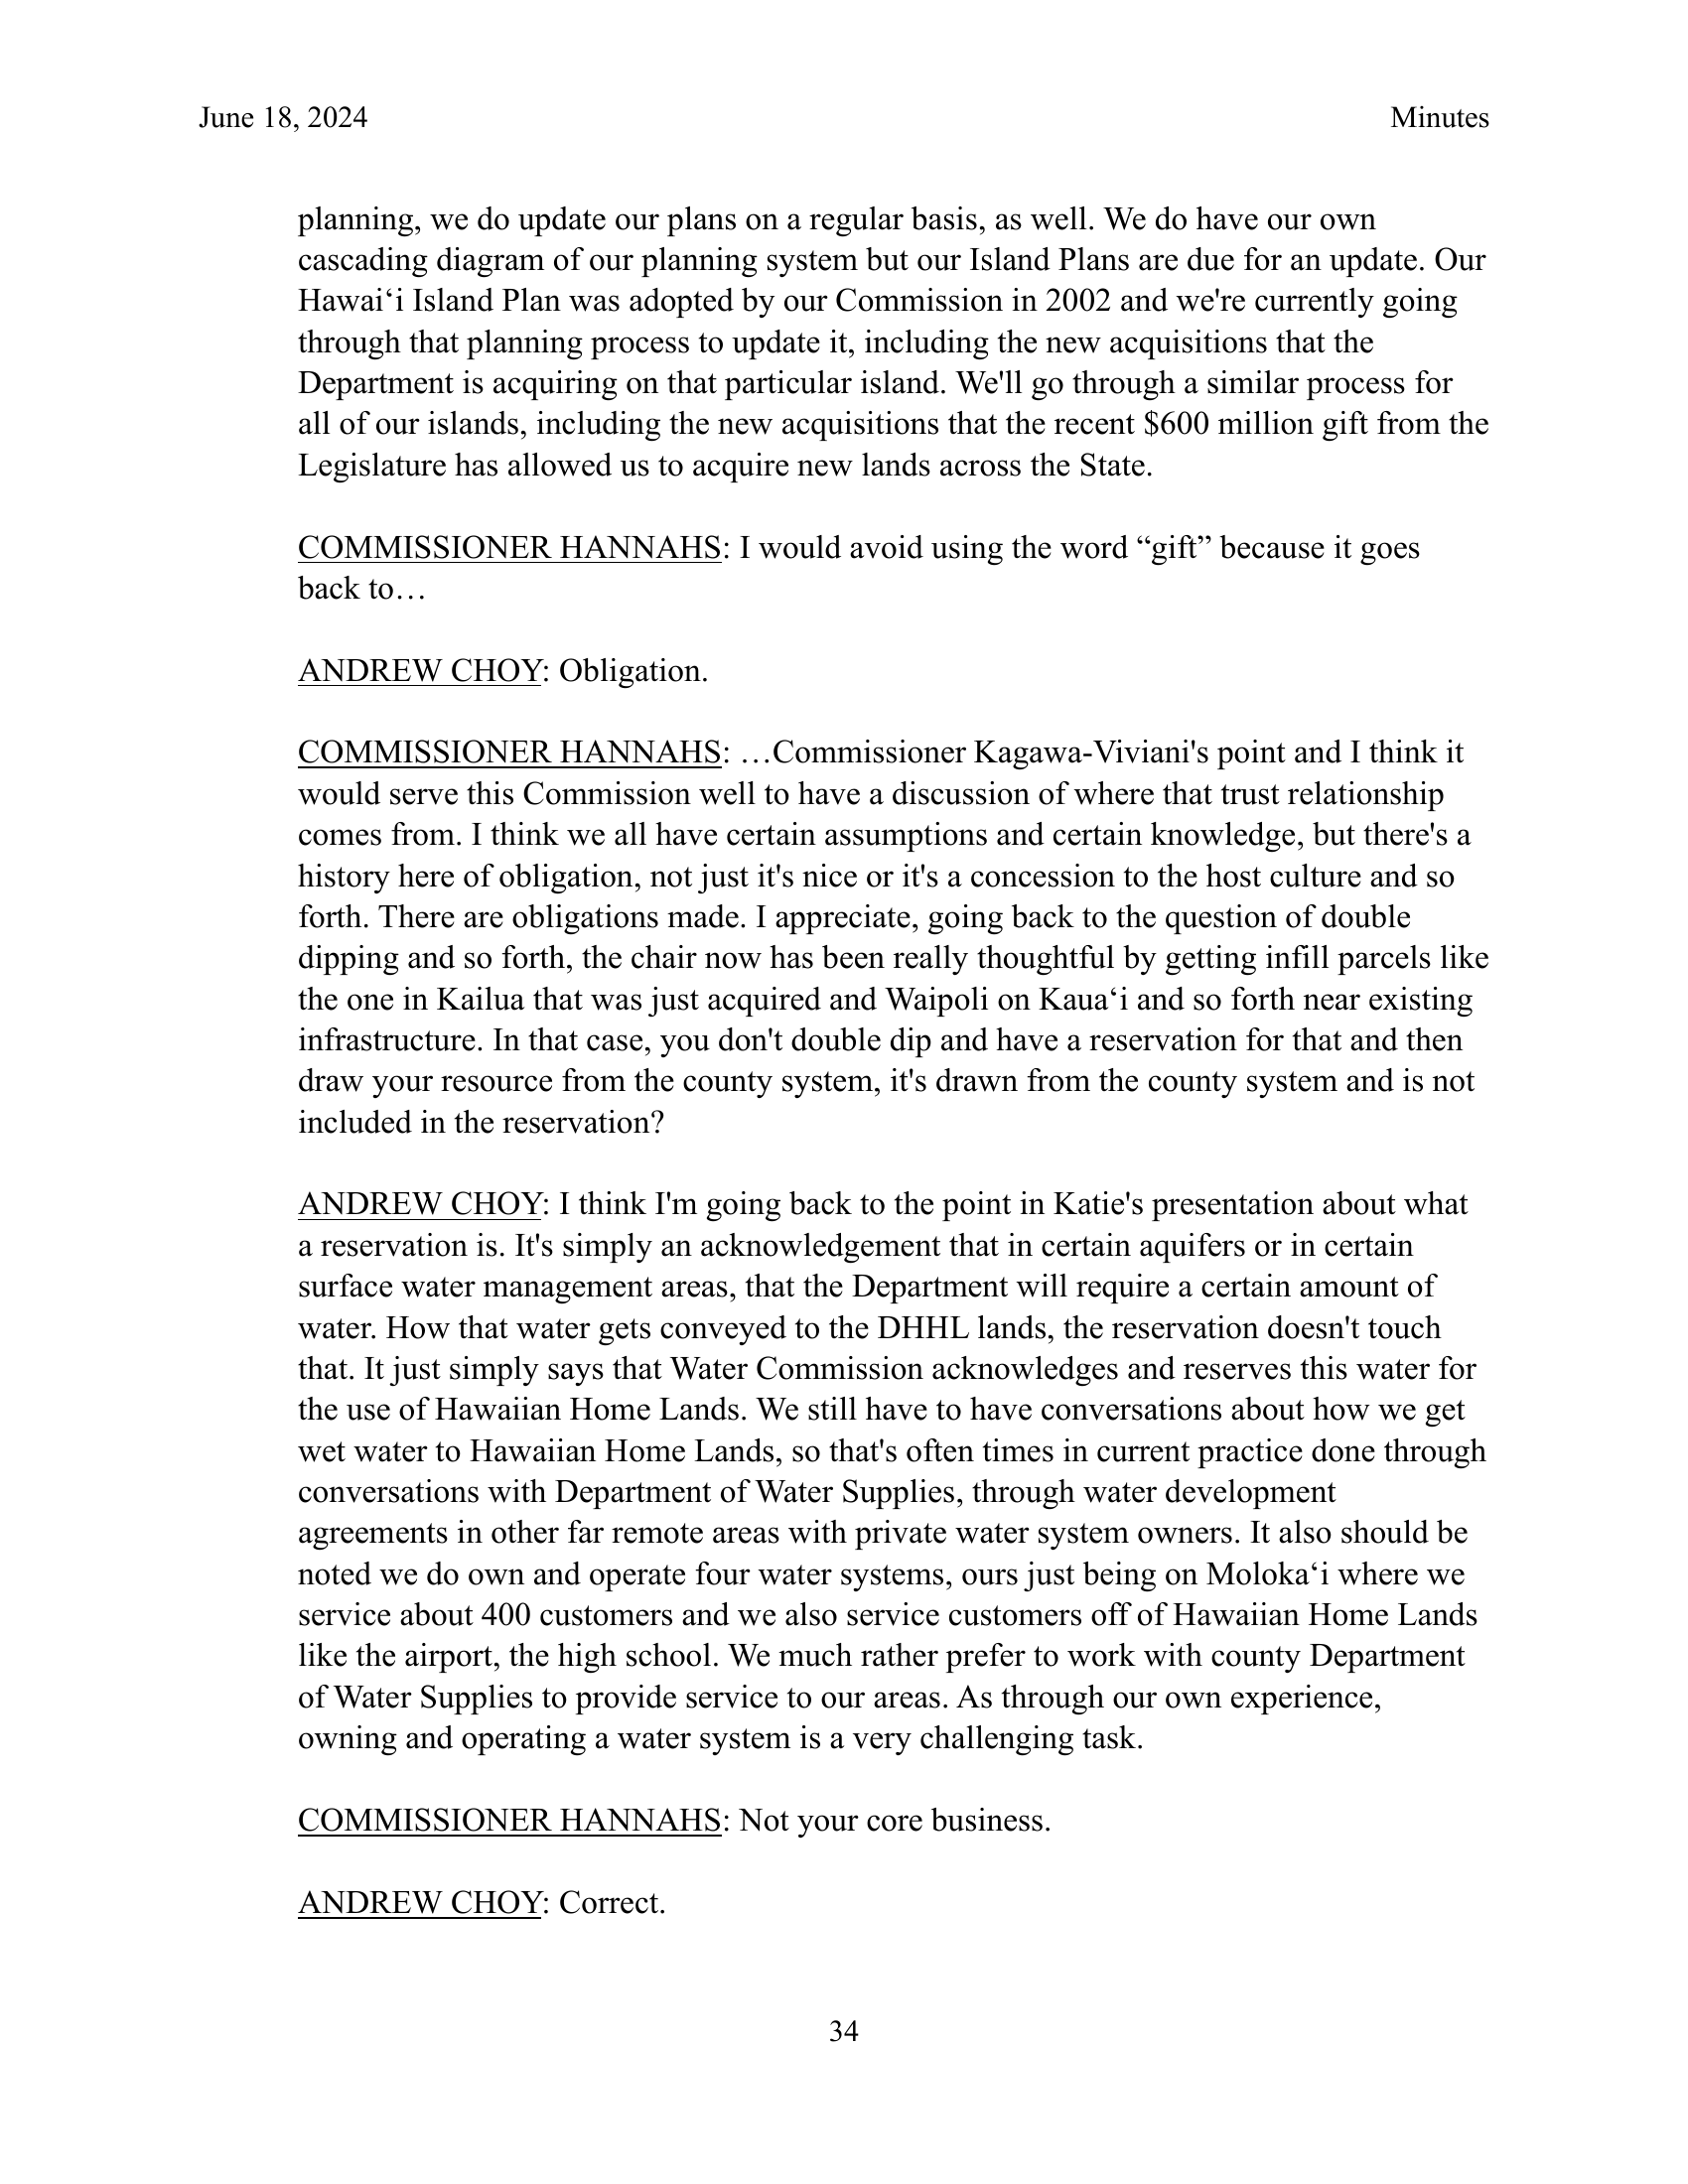 June 18, 2024 Minutes
planning, we do update our plans on a regular basis, as well. We do have our own
cascading diagram of our planning system but our Island Plans are due for an update. Our
Hawai‘i Island Plan was adopted by our Commission in 2002 and we're currently going
through that planning process to update it, including the new acquisitions that the
Department is acquiring on that particular island. We'll go through a similar process for
all of our islands, including the new acquisitions that the recent $600 million gift from the
Legislature has allowed us to acquire new lands across the State.
COMMISSIONER HANNAHS: I would avoid using the word “gift” because it goes
back to…
ANDREW CHOY: Obligation.
COMMISSIONER HANNAHS: …Commissioner Kagawa-Viviani's point and I think it
would serve this Commission well to have a discussion of where that trust relationship
comes from. I think we all have certain assumptions and certain knowledge, but there's a
history here of obligation, not just it's nice or it's a concession to the host culture and so
forth. There are obligations made. I appreciate, going back to the question of double
dipping and so forth, the chair now has been really thoughtful by getting infill parcels like
the one in Kailua that was just acquired and Waipoli on Kaua‘i and so forth near existing
infrastructure. In that case, you don't double dip and have a reservation for that and then
draw your resource from the county system, it's drawn from the county system and is not
included in the reservation?
ANDREW CHOY: I think I'm going back to the point in Katie's presentation about what
a reservation is. It's simply an acknowledgement that in certain aquifers or in certain
surface water management areas, that the Department will require a certain amount of
water. How that water gets conveyed to the DHHL lands, the reservation doesn't touch
that. It just simply says that Water Commission acknowledges and reserves this water for
the use of Hawaiian Home Lands. We still have to have conversations about how we get
wet water to Hawaiian Home Lands, so that's often times in current practice done through
conversations with Department of Water Supplies, through water development
agreements in other far remote areas with private water system owners. It also should be
noted we do own and operate four water systems, ours just being on Moloka‘i where we
service about 400 customers and we also service customers off of Hawaiian Home Lands
like the airport, the high school. We much rather prefer to work with county Department
of Water Supplies to provide service to our areas. As through our own experience,
owning and operating a water system is a very challenging task.
COMMISSIONER HANNAHS: Not your core business.
ANDREW CHOY: Correct.
34